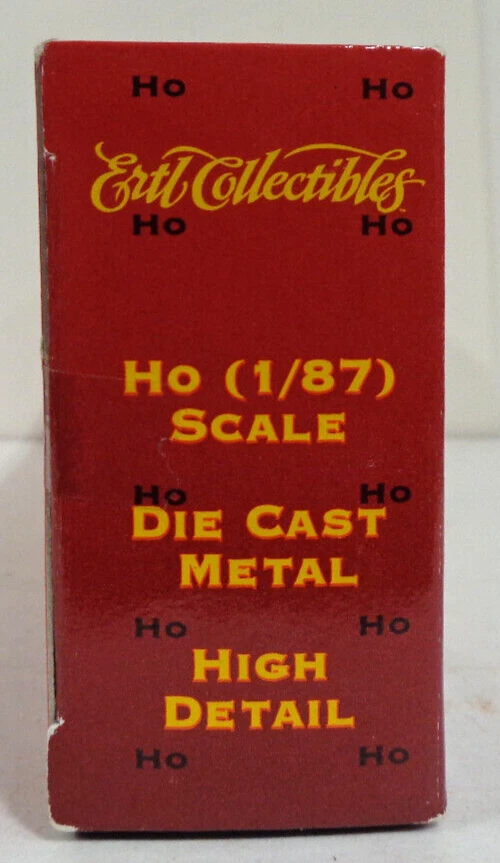 Ho Ho
Ertl Collectibles™
Ho Ho
Ho (1/87)
Scale
Ho Ho
Die Cast
Metal
Ho Ho
High
Detail
Ho Ho